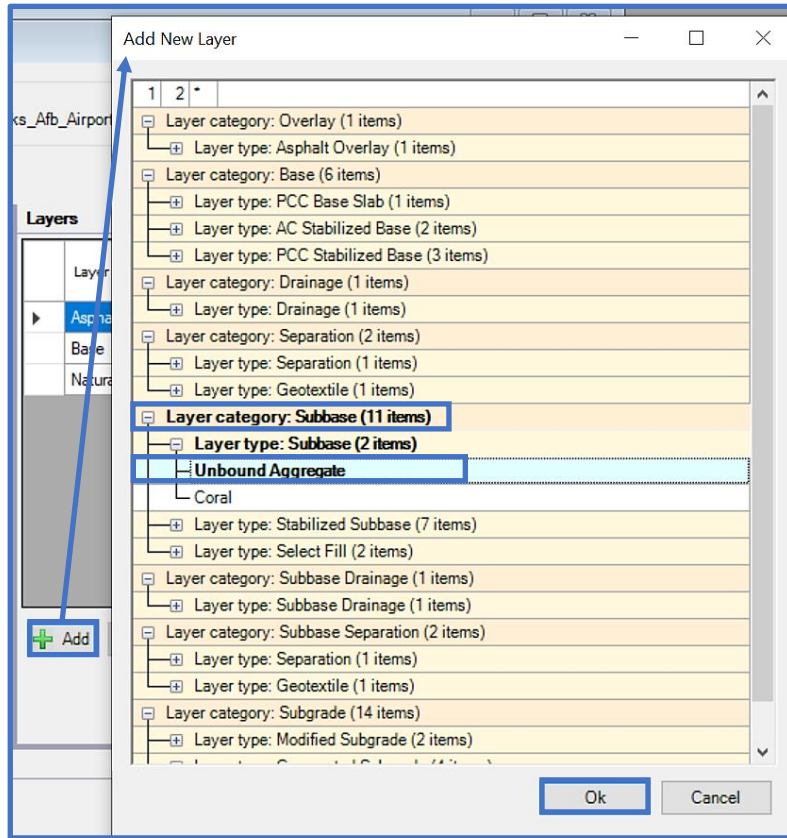 Add New Layer
ks_Afb_Airport
1 2 *
Layer category: Overlay (1 items)
Layer type: Asphalt Overlay (1 items)
Layer category: Base (6 items)
Layer type: PCC Base Slab (1 items)
Layers
Layer type: AC Stabilized Base (2 items)
Layer type: PCC Stabilized Base (3 items)
Layer
Layer category: Drainage (1 items)
Layer type: Drainage (1 items)
Layer category: Separation (2 items)
Base
Layer type: Separation (1 items)
Layer type: Geotextile (1 items)
Layer category: Subbase (11 items)
Layer type: Subbase (2 items)
Unbound Aggregate
Coral
Layer type: Stabilized Subbase (7 items)
Layer type: Select Fill (2 items)
Layer category: Subbase Drainage (1 items)
Layer type: Subbase Drainage (1 items)
Add
Layer category: Subbase Separation (2 items)
Layer type: Separation (1 items)
Layer type: Geotextile (1 items)
Layer category: Subgrade (14 items)
Layer type: Modified Subgrade (2 items)
Ok Cancel